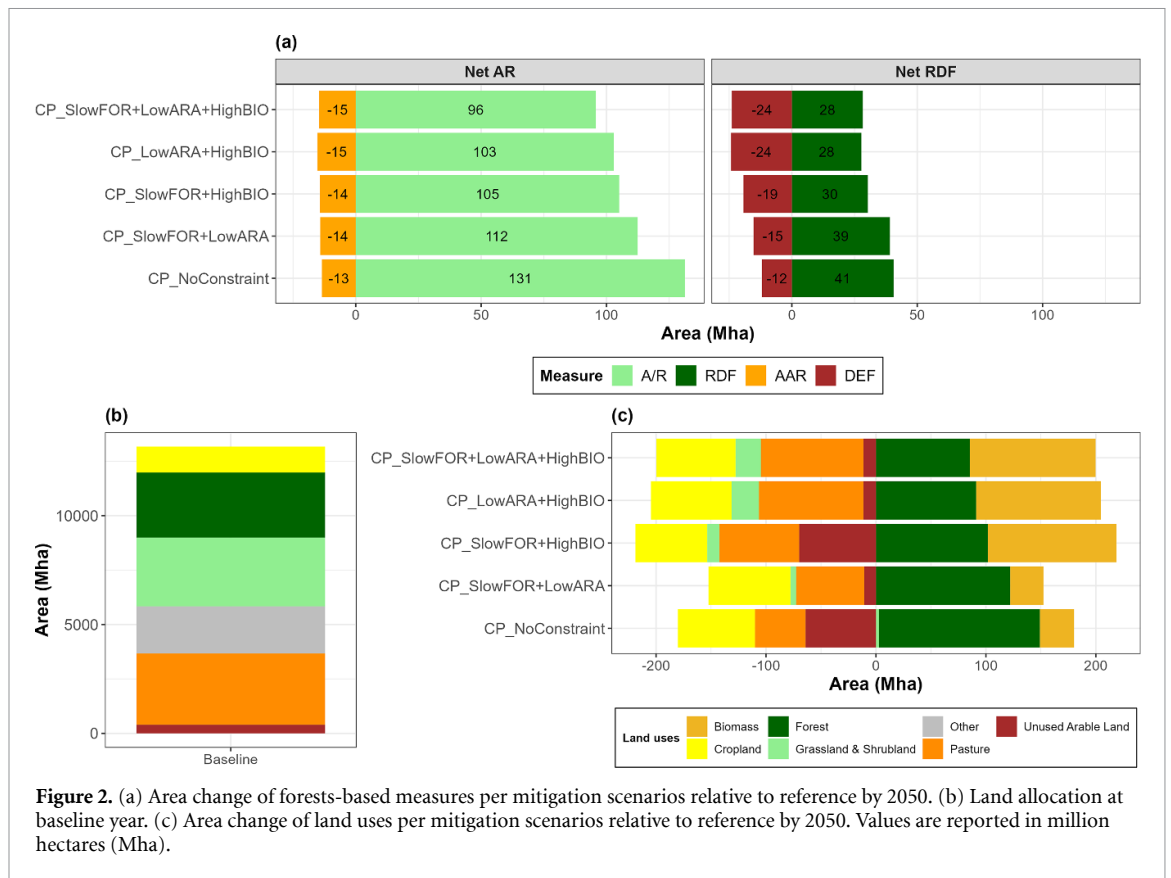 (a)
Net AR
Net RDF
CP_SlowFOR+LowARA+HighBIO
-15
96
-24
28
CP_LowARA+HighBIO
-15
103
-24
28
CP_SlowFOR+HighBIO
-14
105
-19
30
CP_SlowFOR+LowARA
-14
112
-15
39
CP_NoConstraint
-13
131
-12
41
0
50
100
0
50
100
Area (Mha)
Measure
A/R
RDF
AAR
DEF
(b)
Area (Mha)
10000
5000
0
Baseline
(c)
CP_SlowFOR+LowARA+HighBIO
CP_LowARA+HighBIO
CP_SlowFOR+HighBIO
CP_SlowFOR+LowARA
CP_NoConstraint
-200
-100
0
100
200
Area (Mha)
Land uses
Biomass
Forest
Other
Unused Arable Land
Cropland
Grassland & Shrubland
Pasture
Figure 2. (a) Area change of forests-based measures per mitigation scenarios relative to reference by 2050. (b) Land allocation at
baseline year. (c) Area change of land uses per mitigation scenarios relative to reference by 2050. Values are reported in million
hectares (Mha).